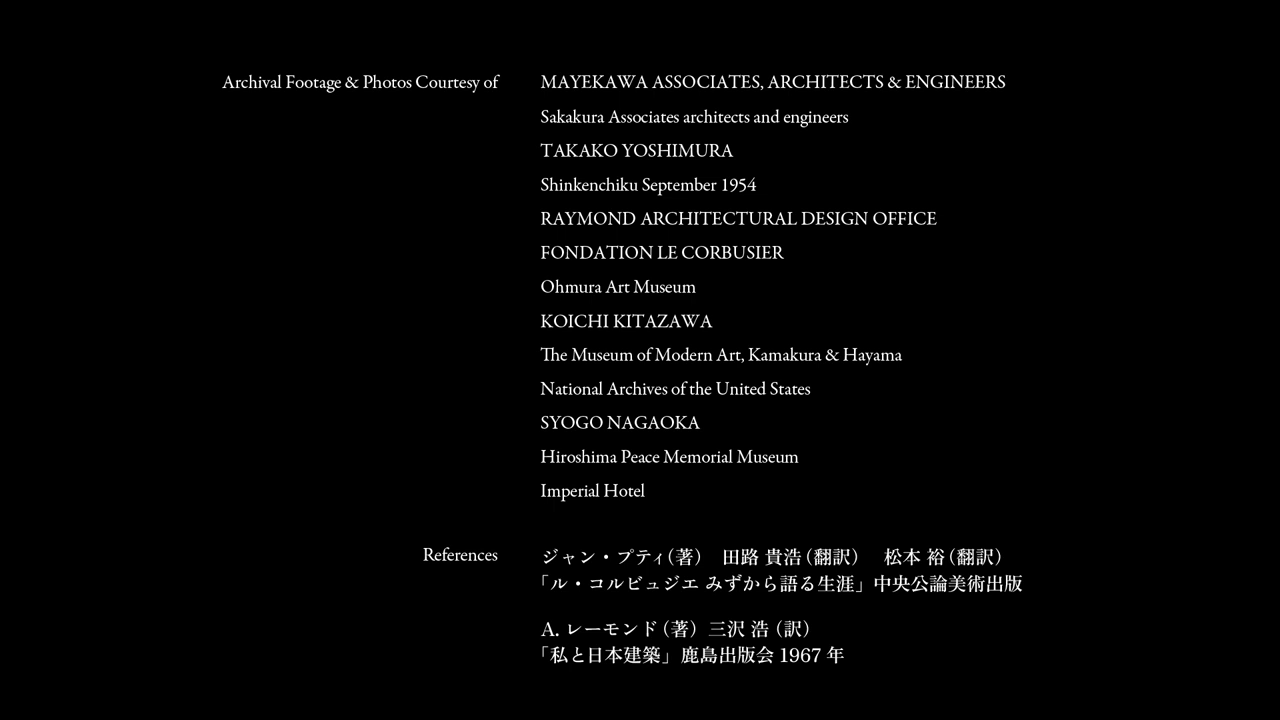 Archival Footage & Photos Courtesy of MAYEKAWA ASSOCIATES, ARCHITECTS & ENGINEERS
Sakakura Associates architects and engineers
TAKAKO YOSHIMURA
Shinkenchiku September 1954
RAYMOND ARCHITECTURAL DESIGN OFFICE
FONDATION LE CORBUSIER
Ohmura Art Museum
KOICHI KITAZAWA
The Museum of Modern Art, Kamakura & Hayama
National Archives of the United States
SYOGO NAGAOKA
Hiroshima Peace Memorial Museum
Imperial Hotel
References ジャン・プティ(著) 田路 貴浩(翻訳) 松本 裕(翻訳)
「ル・コルビュジエ みずから語る生涯」中央公論美術出版
A. レーモンド(著) 三沢 浩(訳)
「私と日本建築」鹿島出版会 1967 年